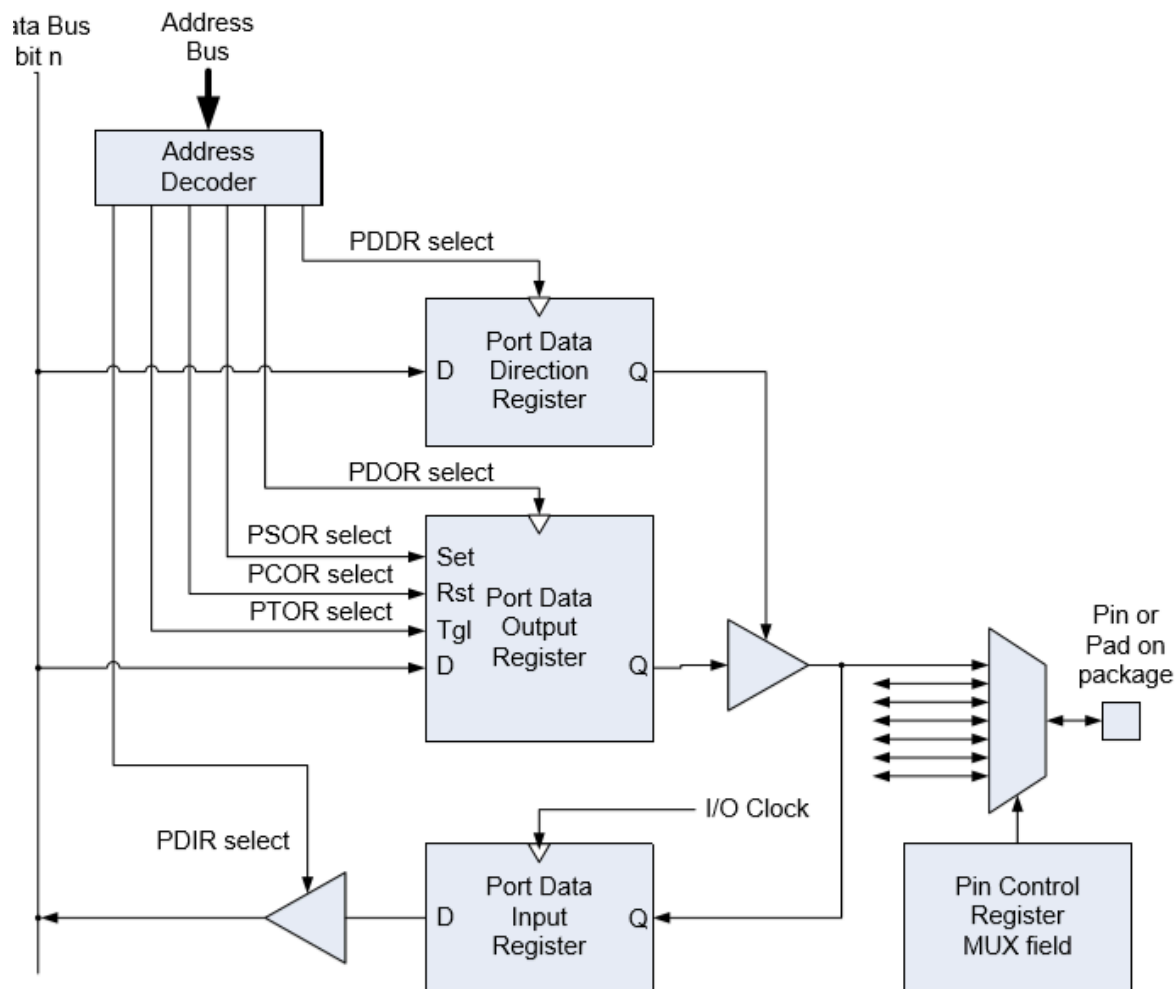 ata Bus
bit n
Address
Bus
Address
Decoder
PDDR select
Port Data
Direction
Register
D
Q
PDOR select
PSOR select
PCOR select
PTOR select
Set
Rst
Tgl
D
Port Data
Output
Register
Q
Pin or
Pad on
package
I/O Clock
PDIR select
D
Port Data
Input
Register
Q
Pin Control
Register
MUX field